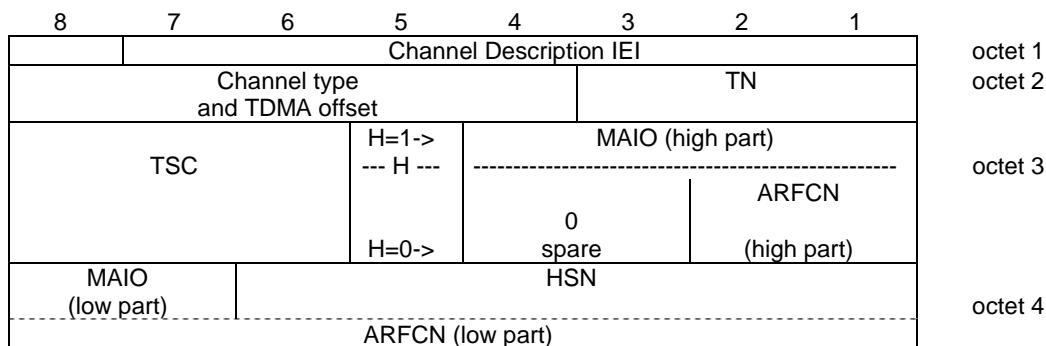 8 7 6 5 4 3 2 1
Channel Description IEI octet 1
Channel type TN octet 2
and TDMA offset
H=1-> MAIO (high part)
TSC --- H --- ----------------------------------------------------- octet 3
ARFCN
0
H=0-> spare (high part)
MAIO HSN
(low part) octet 4
ARFCN (low part)